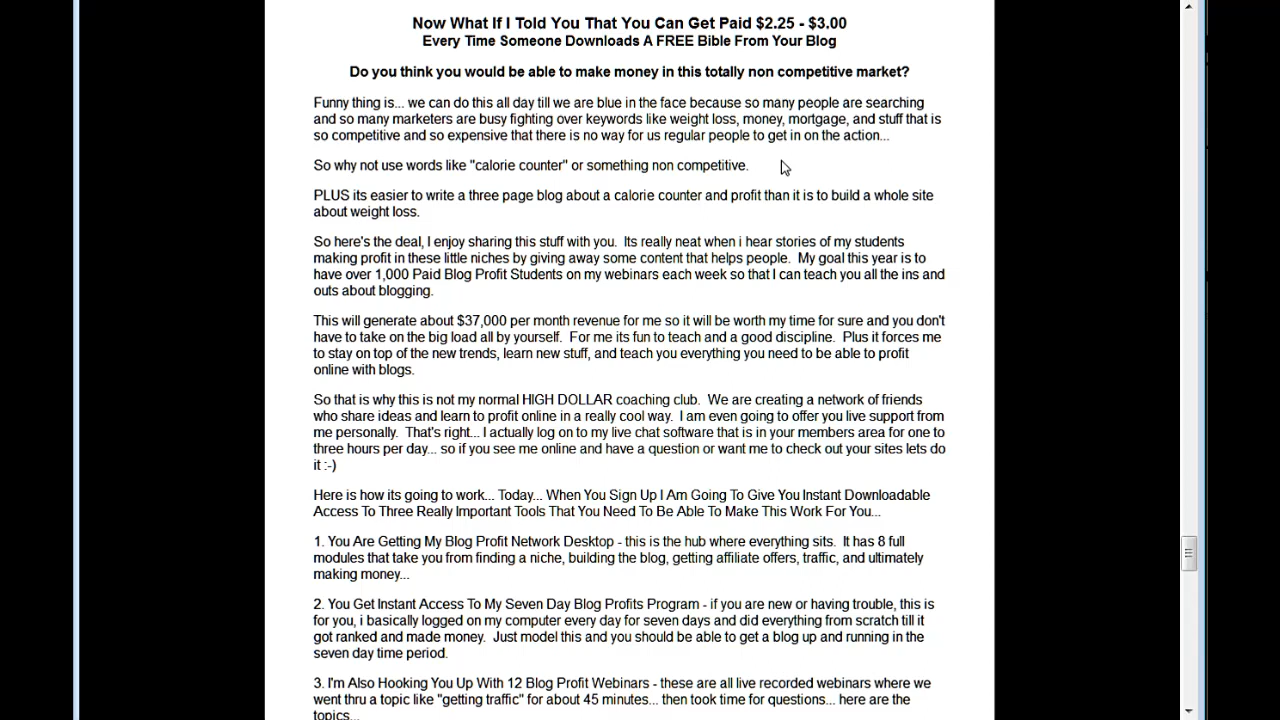 Now What If I Told You That You Can Get Paid $2.25 - $3.00
Every Time Someone Downloads A FREE Bible From Your Blog
Do you think you would be able to make money in this totally non competitive market?
Funny thing is... we can do this all day till we are blue in the face because so many people are searching
and so many marketers are busy fighting over keywords like weight loss, money, mortgage, and stuff that is
so competitive and so expensive that there is no way for us regular people to get in on the action...
So why not use words like "calorie counter" or something non competitive.
PLUS its easier to write a three page blog about a calorie counter and profit than it is to build a whole site
about weight loss.
So here's the deal, I enjoy sharing this stuff with you.  Its really neat when i hear stories of my students
making profit in these little niches by giving away some content that helps people.  My goal this year is to
have over 1,000 Paid Blog Profit Students on my webinars each week so that I can teach you all the ins and
outs about blogging.
This will generate about $37,000 per month revenue for me so it will be worth my time for sure and you don't
have to take on the big load all by yourself.  For me its fun to teach and a good discipline.  Plus it forces me
to stay on top of the new trends, learn new stuff, and teach you everything you need to be able to profit
online with blogs.
So that is why this is not my normal HIGH DOLLAR coaching club.  We are creating a network of friends
who share ideas and learn to profit online in a really cool way.  I am even going to offer you live support from
me personally.  That's right... I actually log on to my live chat software that is in your members area for one to
three hours per day... so if you see me online and have a question or want me to check out your sites lets do
it :-)
Here is how its going to work... Today... When You Sign Up I Am Going To Give You Instant Downloadable
Access To Three Really Important Tools That You Need To Be Able To Make This Work For You...
1. You Are Getting My Blog Profit Network Desktop - this is the hub where everything sits.  It has 8 full
modules that take you from finding a niche, building the blog, getting affiliate offers, traffic, and ultimately
making money...
2. You Get Instant Access To My Seven Day Blog Profits Program - if you are new or having trouble, this is
for you, i basically logged on my computer every day for seven days and did everything from scratch till it
got ranked and made money.  Just model this and you should be able to get a blog up and running in the
seven day time period.
3. I'm Also Hooking You Up With 12 Blog Profit Webinars - these are all live recorded webinars where we
went thru a topic like "getting traffic" for about 45 minutes... then took time for questions... here are the
topics...